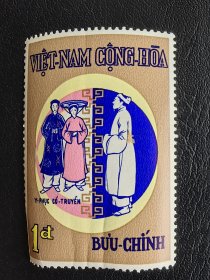 VIỆT-NAM CỘNG-HÒA
Y-PHỤC CỔ-TRUYỀN
1đ
BƯU-CHÍNH